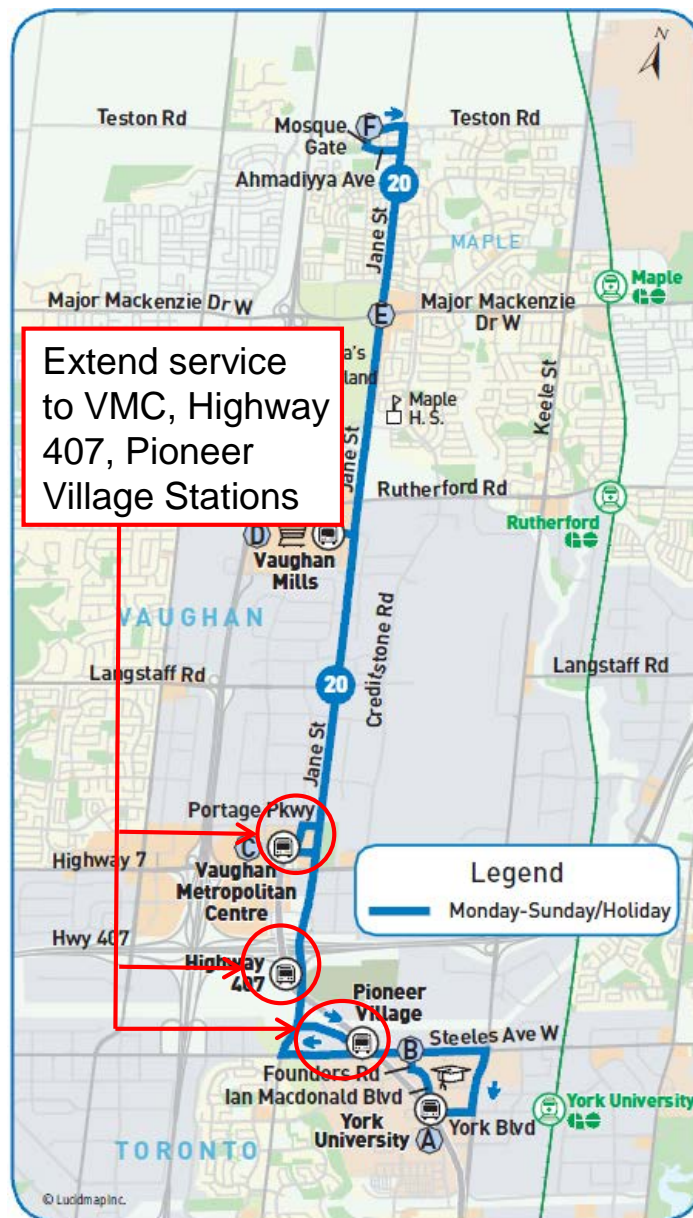 N
Teston Rd
Teston Rd
Mosque
Gate
F
Ahmadiyya Ave
20
Jane St
MAPLE
Maple
GO
Major Mackenzie Dr W
E
Major Mackenzie
Dr W
Extend service
to VMC, Highway
407, Pioneer
Village Stations
a's
land
Maple
H. S.
Keele St
Jane St
Rutherford Rd
Rutherford
GO
D
Vaughan
Mills
VAUGHAN
Creditstone Rd
Langstaff Rd
Langstaff Rd
20
Jane St
Portage Pkwy
C
Highway 7
Vaughan
Metropolitan
Centre
Legend
Monday-Sunday/Holiday
Hwy 407
Highway
407
Pioneer
Village
B
Steeles Ave W
Founders Rd
Ian Macdonald Blvd
York
University
A
York Blvd
York University
GO
TORONTO
© Lucidmap Inc.